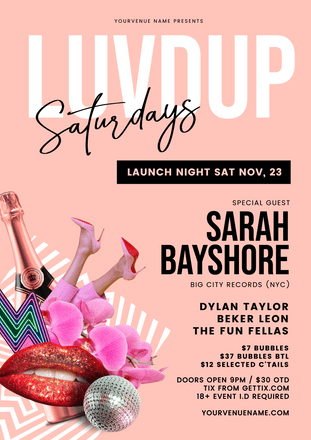 YOURVENUE NAME PRESENTS
LUVDUP
Saturdays
LAUNCH NIGHT SAT NOV, 23
SPECIAL GUEST
SARAH
BAYSHORE
BIG CITY RECORDS (NYC)
DYLAN TAYLOR
BEKER LEON
THE FUN FELLAS
$7 BUBBLES
$37 BUBBLES BTL
$12 SELECTED C'TAILS
DOORS OPEN 9PM / $30 OTD
TIX FROM GETTIX.COM
18+ EVENT I.D REQUIRED
YOURVENUENAME.COM